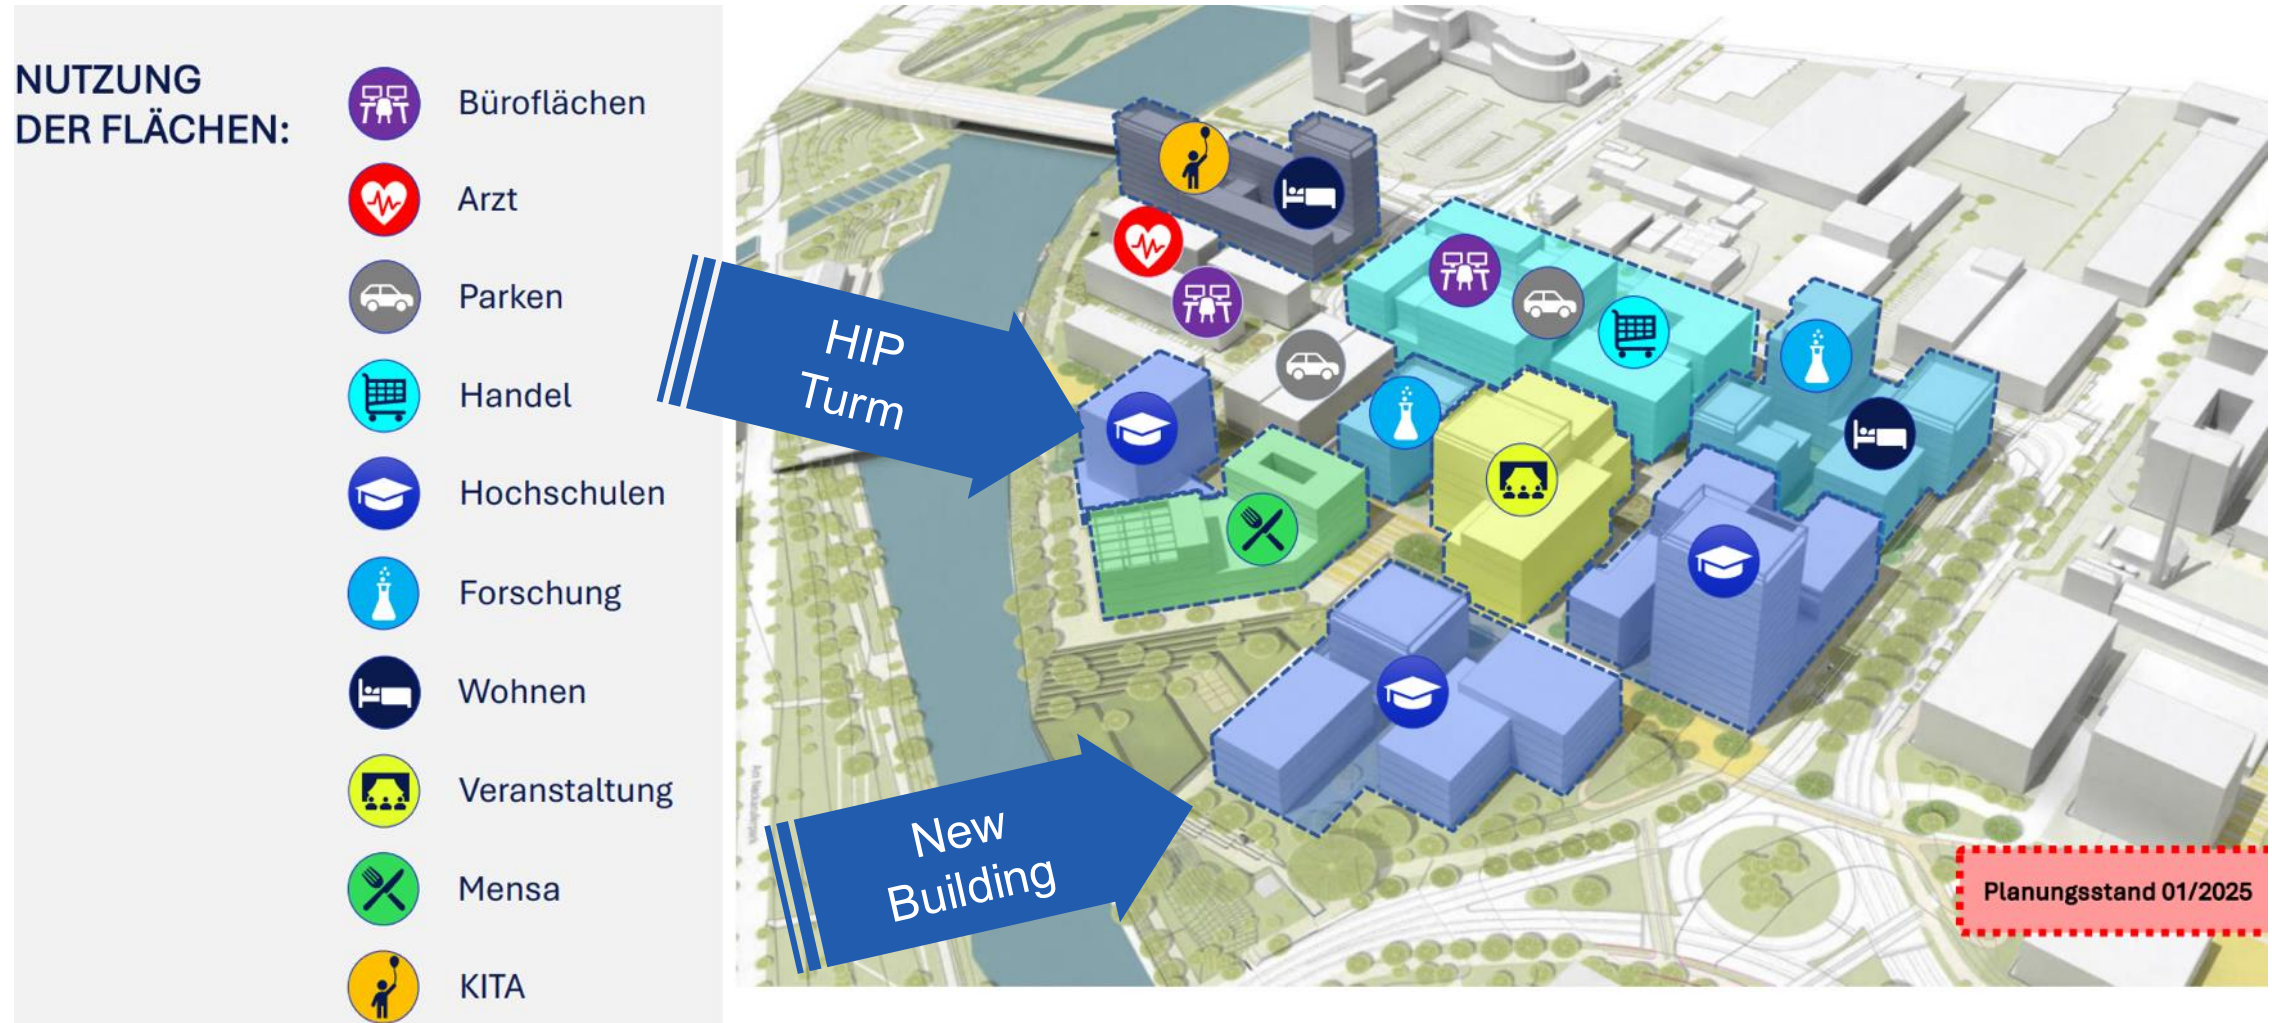 NUTZUNG
DER FLÄCHEN:
Büroflächen
Arzt
Parken
Handel
Hochschulen
Forschung
Wohnen
Veranstaltung
Mensa
KITA
HIP
Turm
New
Building
Planungsstand 01/2025